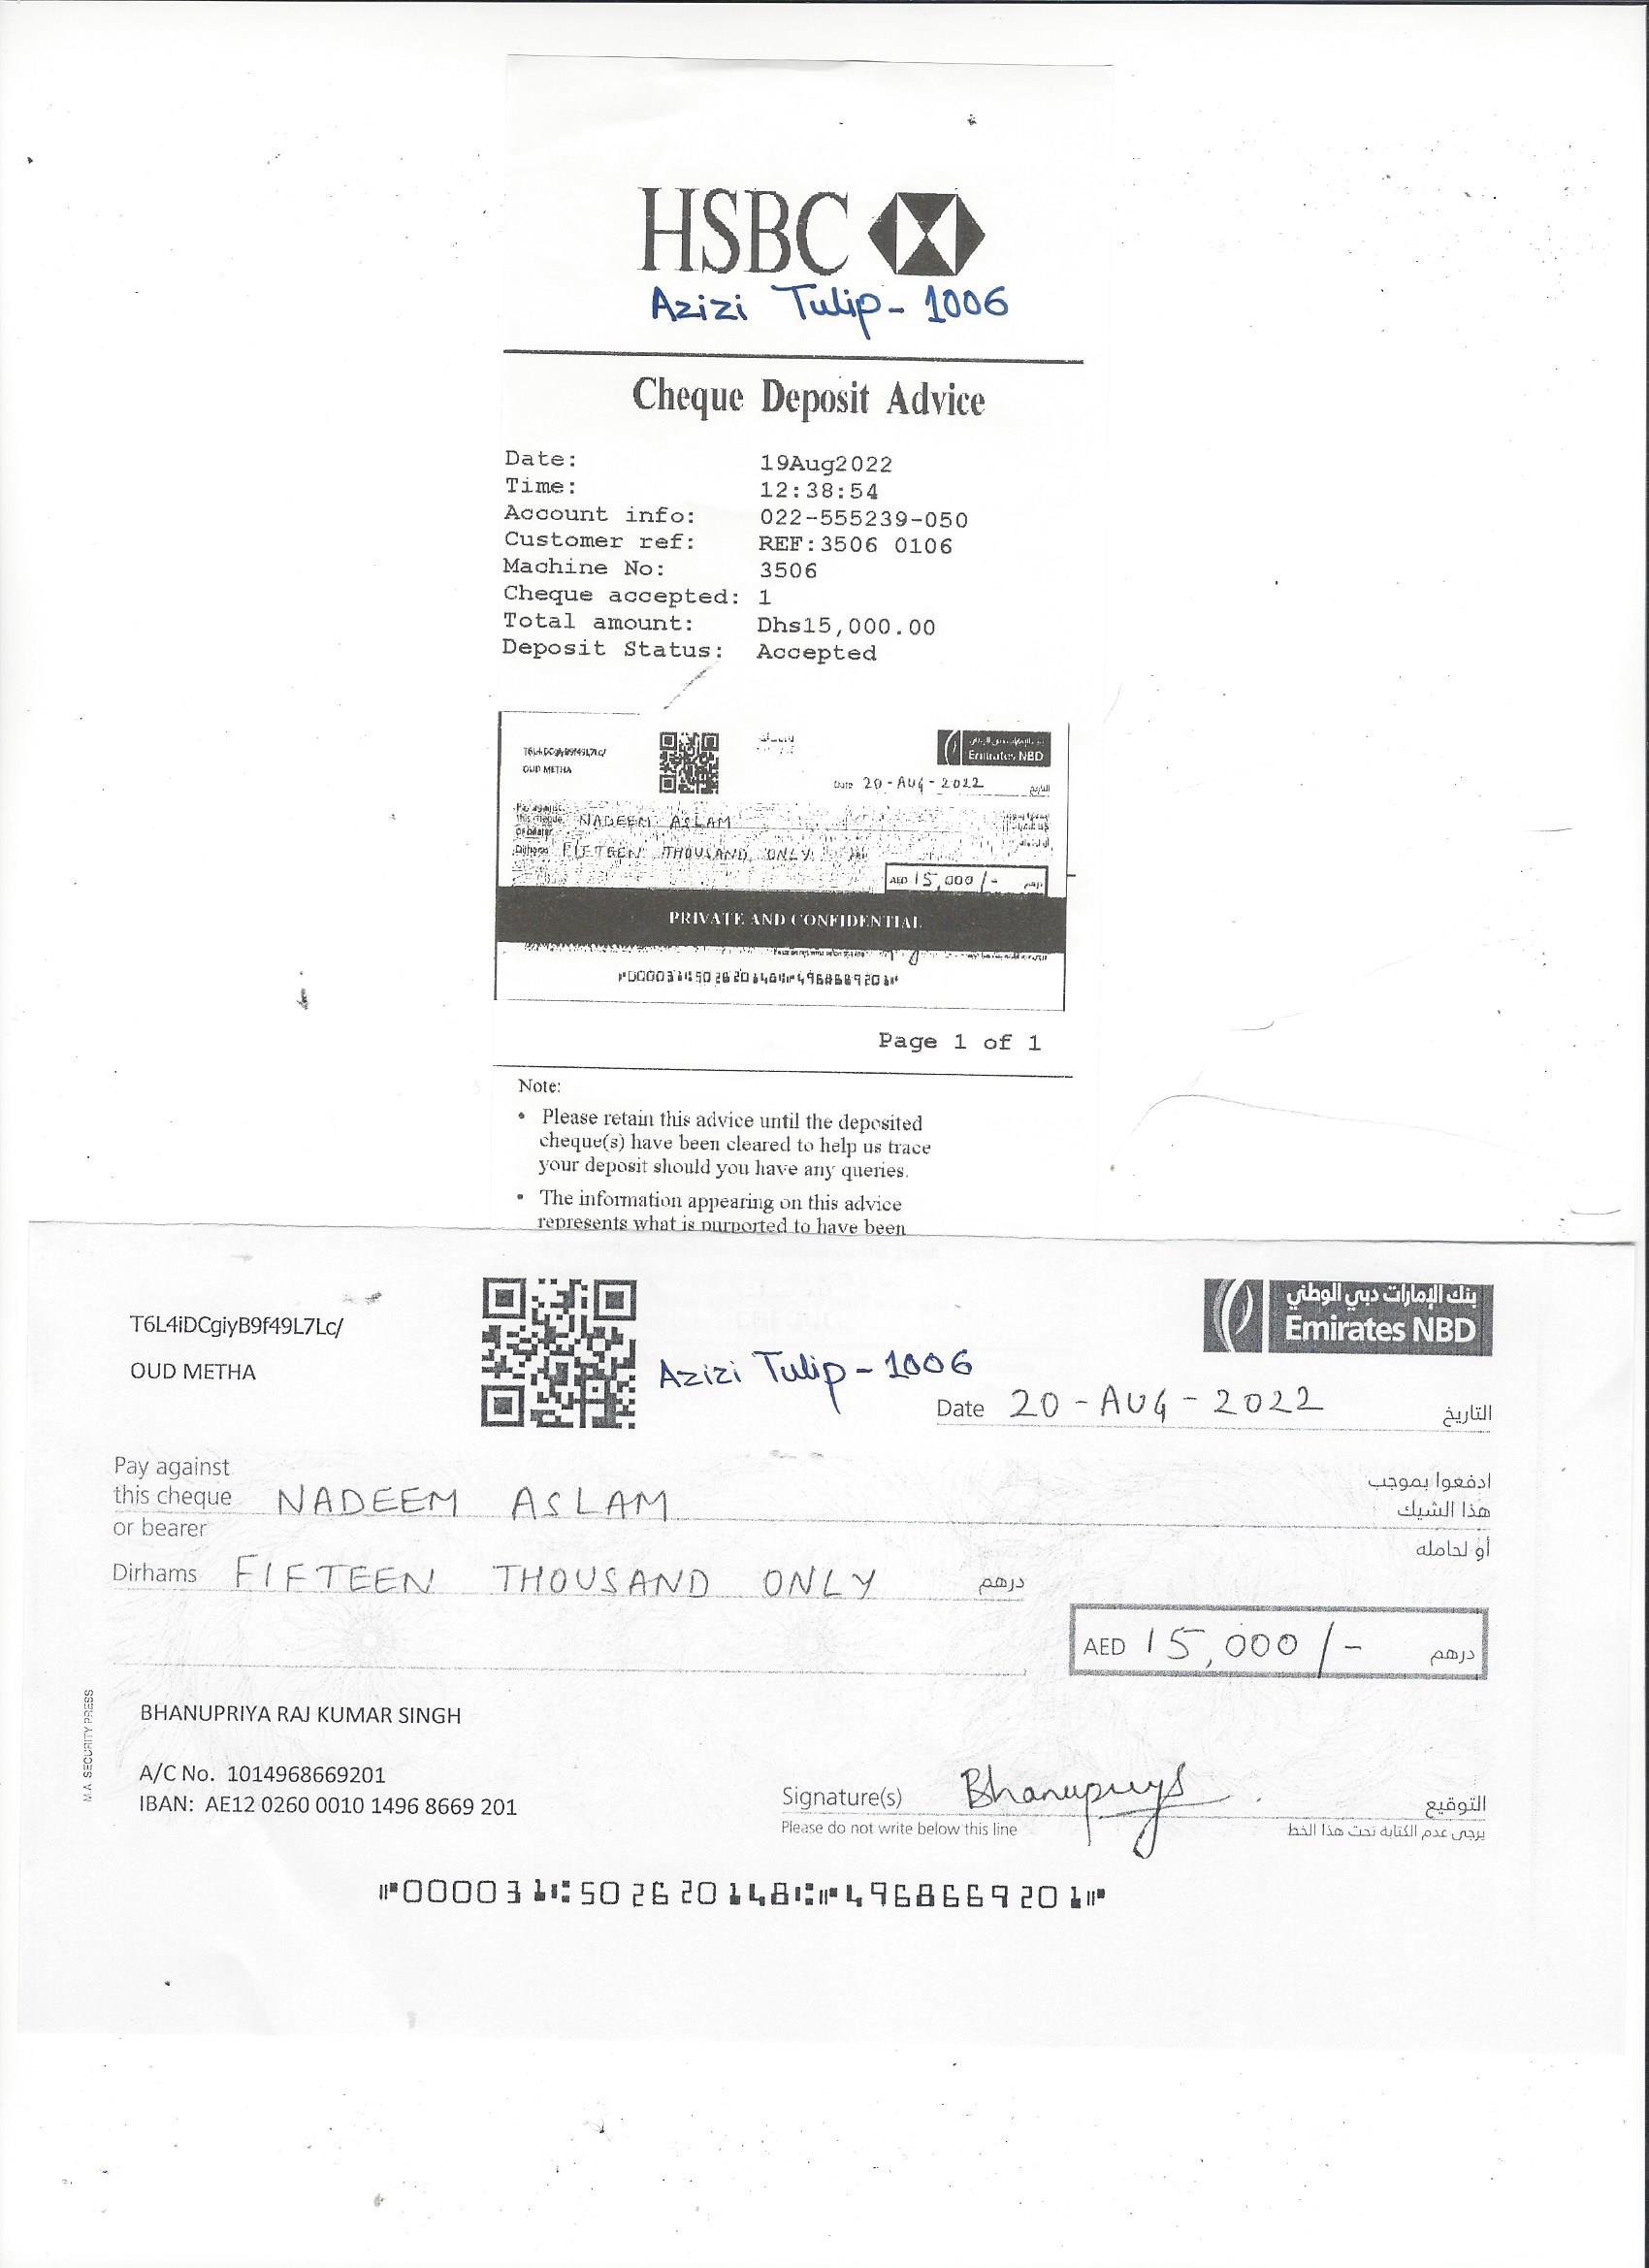 HSBC
Azizi Tulip - 1006
Cheque Deposit Advice
Date: 19Aug2022
Time: 12:38:54
Account info: 022-555239-050
Customer ref: REF:3506 0106
Machine No: 3506
Cheque accepted: 1
Total amount: Dhs15,000.00
Deposit Status: Accepted
T6L4iDCgiyB9f49L7Lc/
OUD METHA
Emirates NBD
Date 20-AUG-2022 التاريخ
Pay against
this cheque NADEEM ASLAM
or bearer
Dirhams FIFTEEN THOUSAND ONLY
AED 15,000/- درهم
PRIVATE AND CONFIDENTIAL
⑈000031⑆502620148⑆⑈4968669201⑈
Page 1 of 1
Note:
• Please retain this advice until the deposited
cheque(s) have been cleared to help us trace
your deposit should you have any queries.
• The information appearing on this advice
represents what is purported to have been
T6L4iDCgiyB9f49L7Lc/
OUD METHA
Azizi Tulip - 1006
بنك الإمارات دبي الوطني
Emirates NBD
Date 20-AUG-2022 التاريخ
Pay against ادفعوا بموجب
this cheque NADEEM ASLAM هذا الشيك
or bearer أو لحامله
Dirhams FIFTEEN THOUSAND ONLY درهم
AED 15,000/- درهم
M.A. SECURITY PRESS
BHANUPRIYA RAJ KUMAR SINGH
A/C No. 1014968669201
IBAN: AE12 0260 0010 1496 8669 201
Signature(s) Bhanupriya التوقيع
Please do not write below this line يرجى عدم الكتابة تحت هذا الخط
⑈000031⑆502620148⑆⑈4968669201⑈